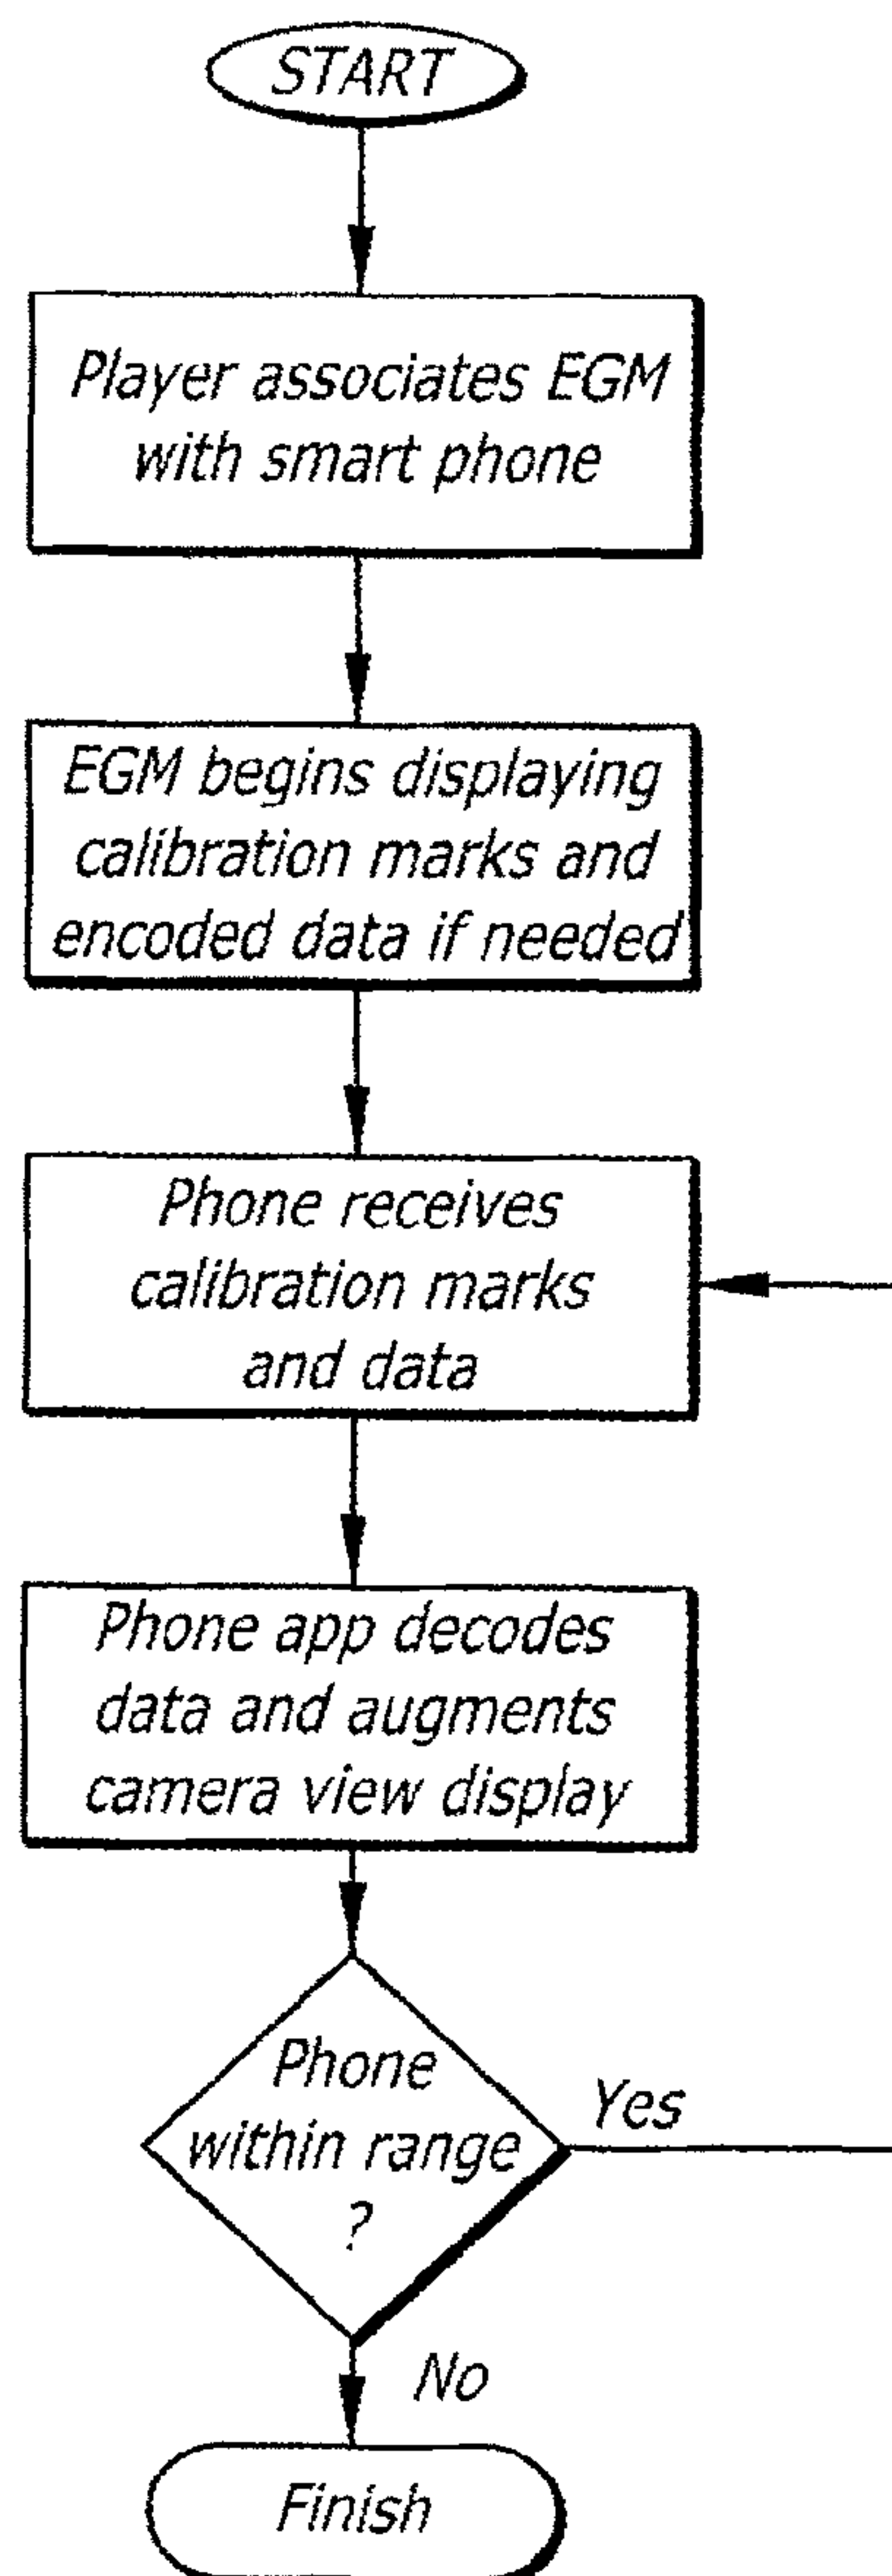 START
Player associates EGM
with smart phone
EGM begins displaying
calibration marks and
encoded data if needed
Phone receives
calibration marks
and data
Phone app decodes
data and augments
camera view display
Phone
within range
?
Yes
No
Finish